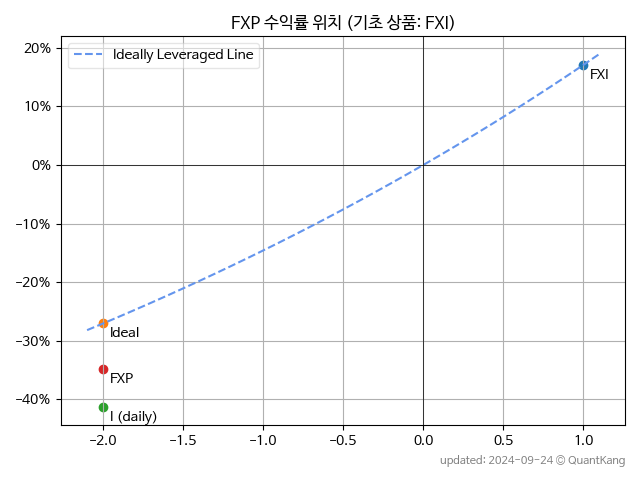 FXP 수익률 위치 (기초 상품: FXI)
Ideally Leveraged Line
20%
10%
0%
−10%
−20%
−30%
−40%
FXI
Ideal
FXP
I (daily)
−2.0 −1.5 −1.0 −0.5 0.0 0.5 1.0
updated: 2024-09-24 © QuantKang